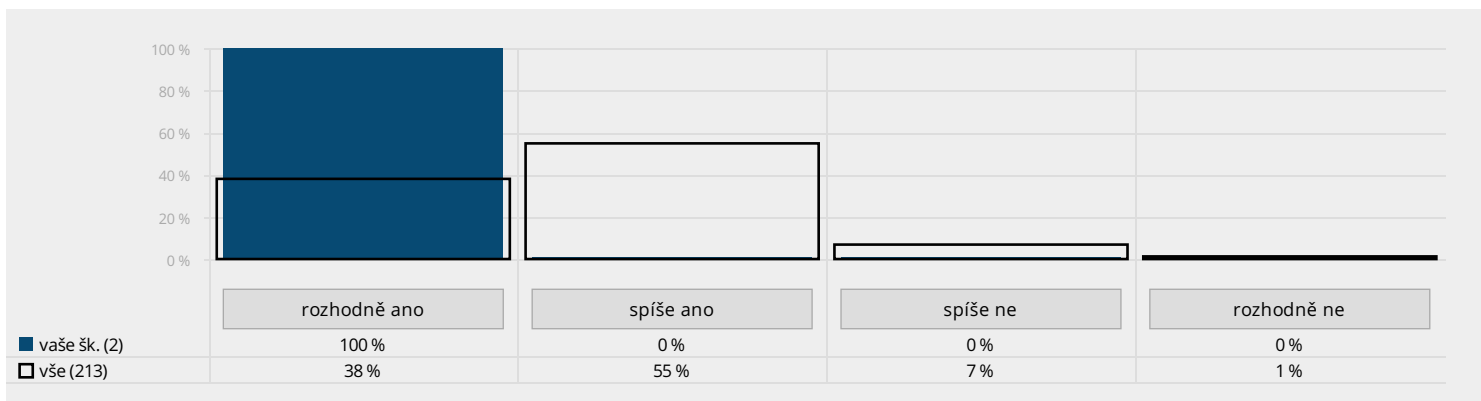 100 %
80 %
60 %
40 %
20 %
0 %
rozhodně ano spíše ano spíše ne rozhodně ne
vaše šk. (2) 100 % 0 % 0 % 0 %
vše (213) 38 % 55 % 7 % 1 %